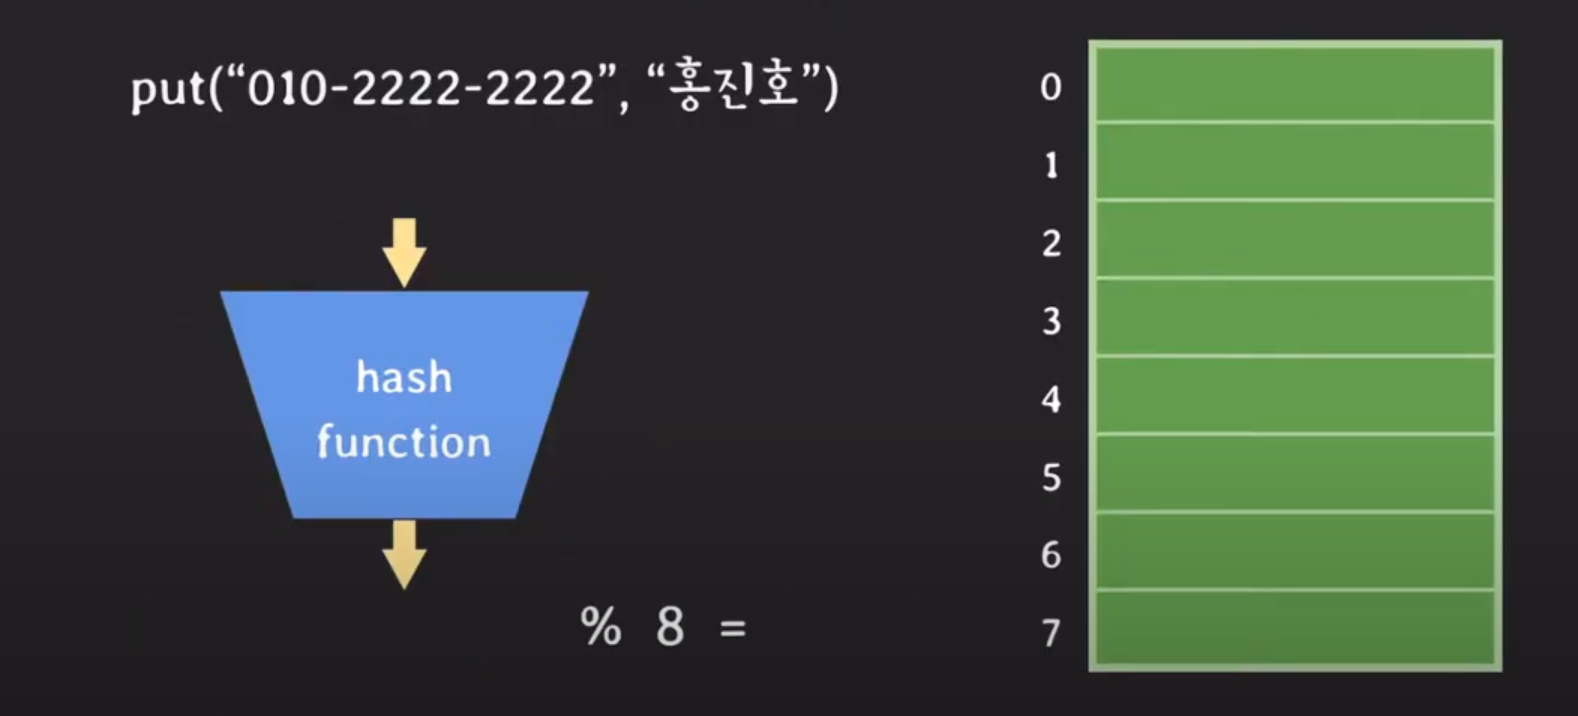 put(“010-2222-2222”, “홍진호”)
hash
function
% 8 =
0
1
2
3
4
5
6
7